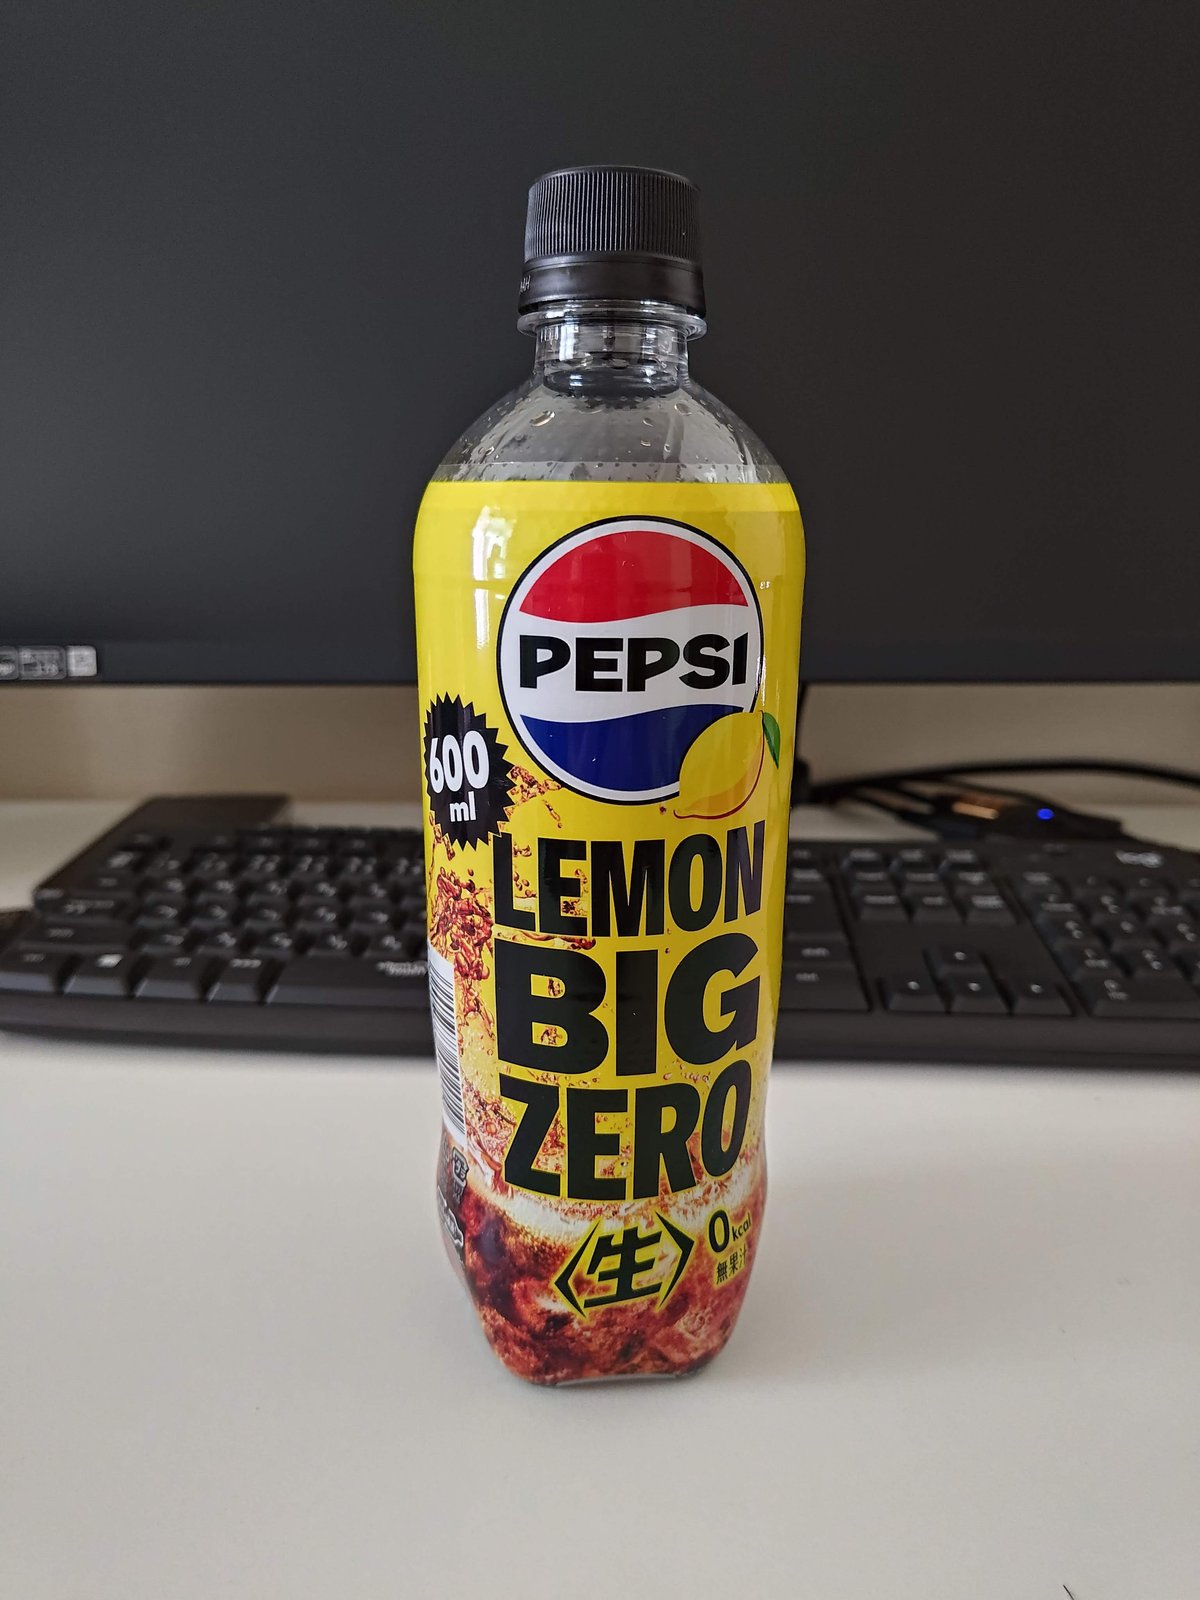 PEPSI
600
ml
LEMON
BIG
ZERO
〈生〉
0kcal
無果汁